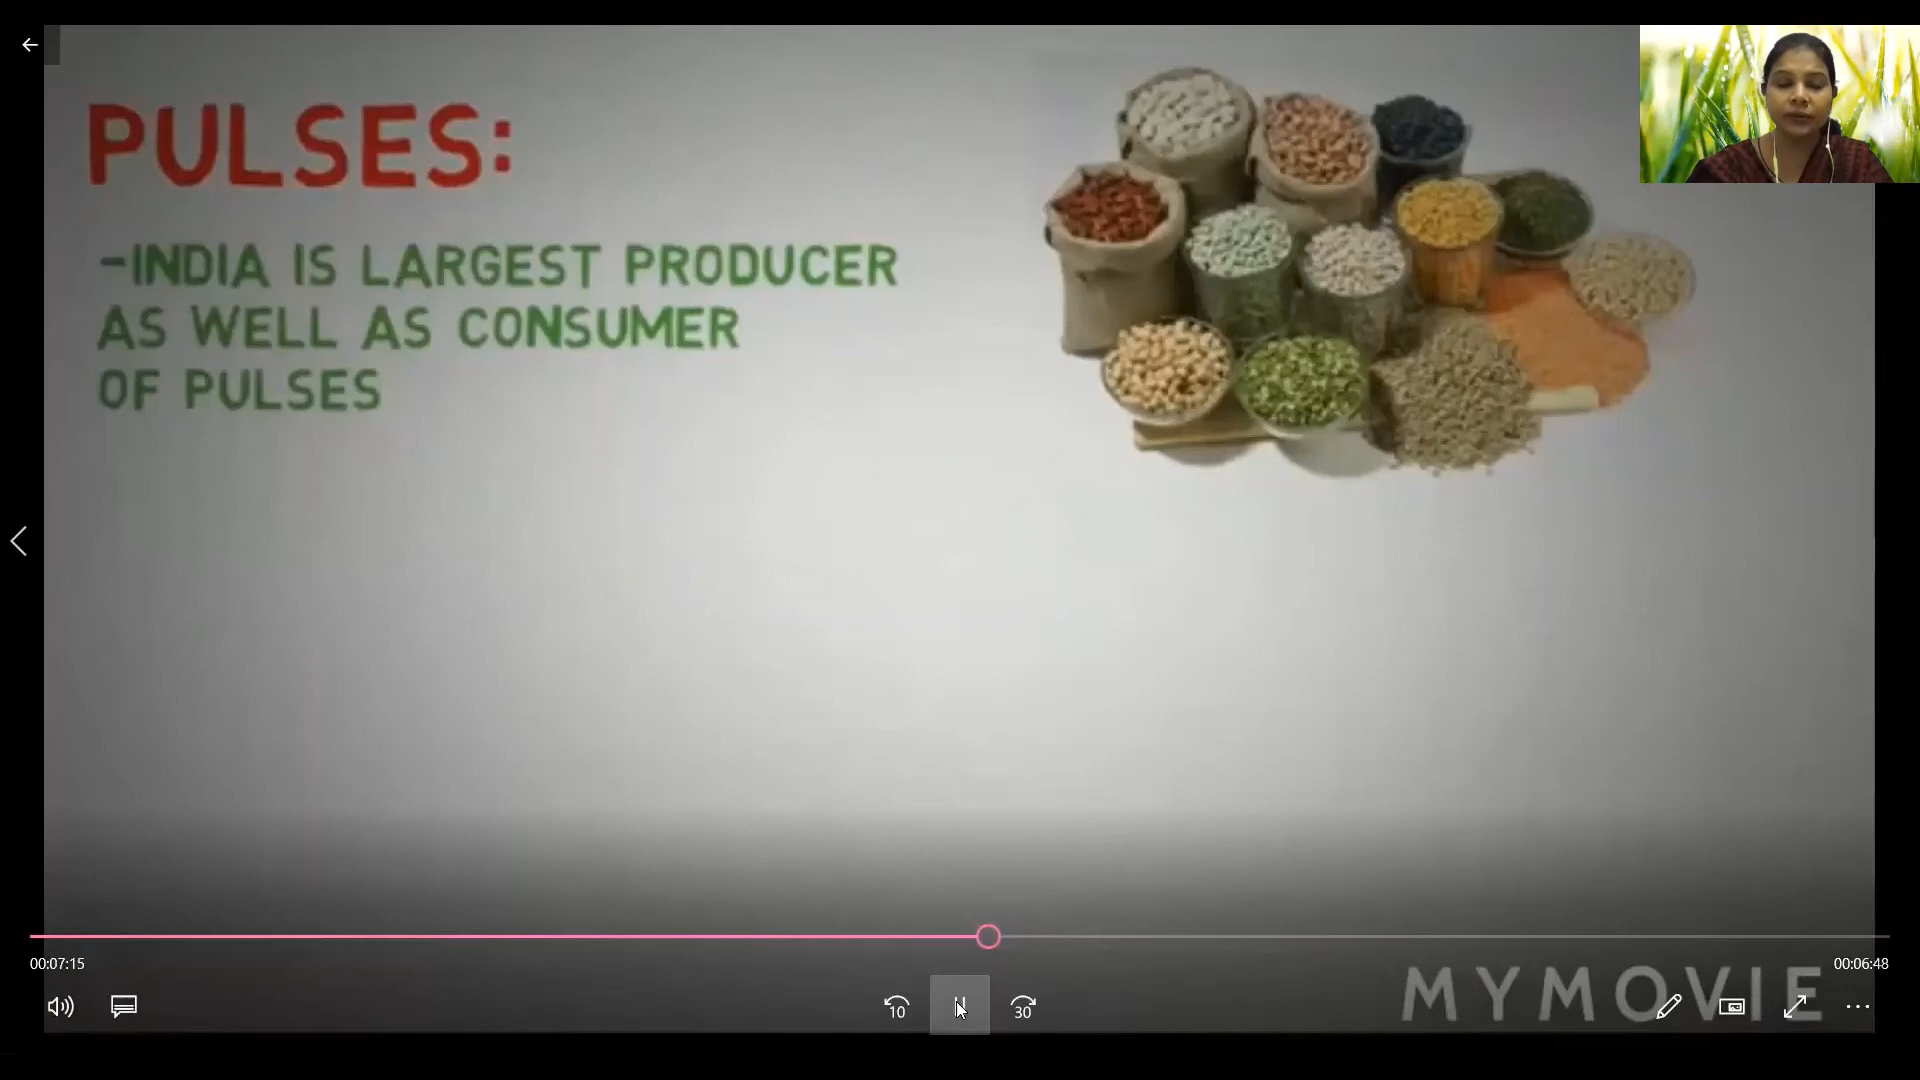 PULSES:
-INDIA IS LARGEST PRODUCER
AS WELL AS CONSUMER
OF PULSES
00:07:15
00:06:48
10
30
MYMOVIE